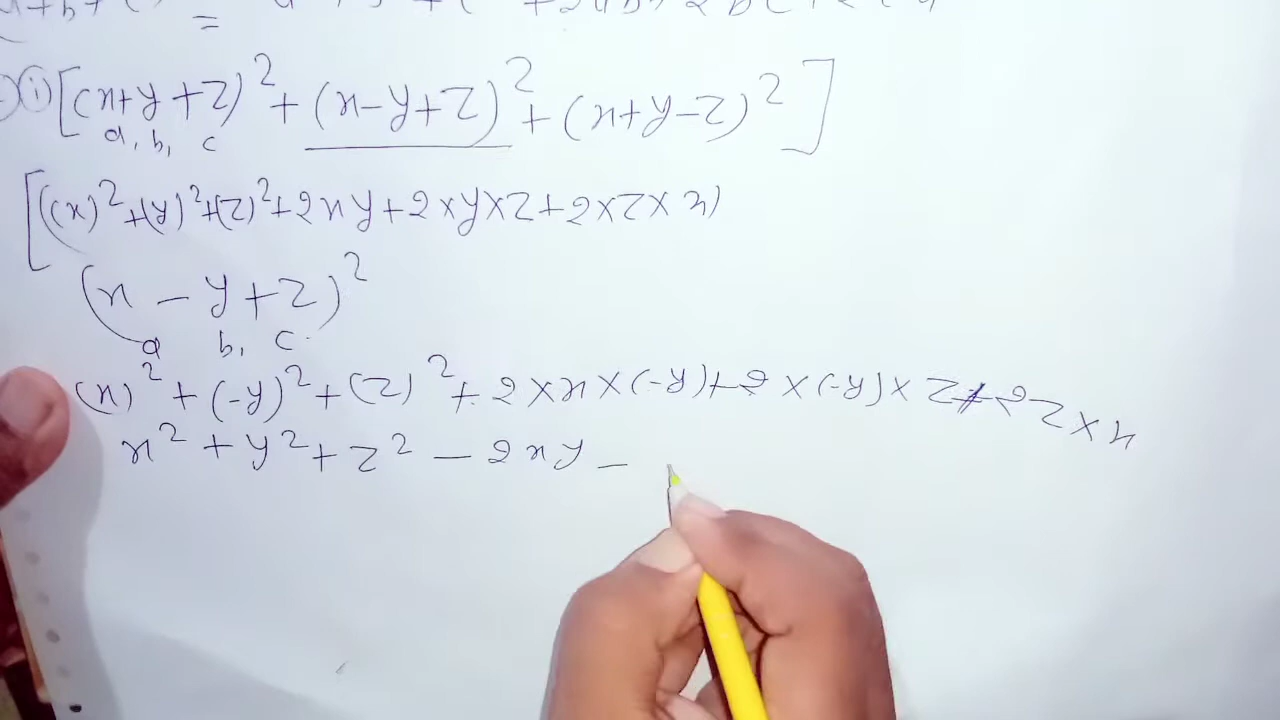 (i) [(x+y+z)² + (x-y+z)² + (x+y-z)²]
a, b, c
[((x)²+(y)²+(z)²+2xy+2×y×z+2×z×x)
(x - y + z)²
a b, c
(x)² + (-y)² + (z)² + 2×x×(-y)+2×(-y)×z+2z×x
x² + y² + z² - 2xy -